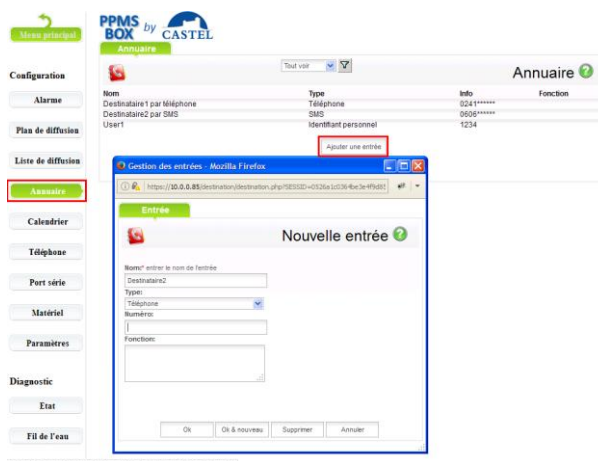 Menu principal
PPMS BOX by CASTEL
Annuaire
Tout voir
Configuration
Annuaire
Alarme
Plan de diffusion
Liste de diffusion
Annuaire
Calendrier
Téléphone
Port série
Matériel
Paramètres
Diagnostic
Etat
Fil de l'eau
Nom Type Info Fonction
Destinataire1 par téléphone Téléphone 0241******
Destinataire2 par SMS SMS 0606******
User1 Identifiant personnel 1234
Ajouter une entrée
Gestion des entrées - Mozilla Firefox
Entrée
Nouvelle entrée
Nom:* entrer le nom de l'entrée
Destinataire2
Type:
Téléphone
Numéro:
Fonction:
Ok Ok & nouveau Supprimer Annuler